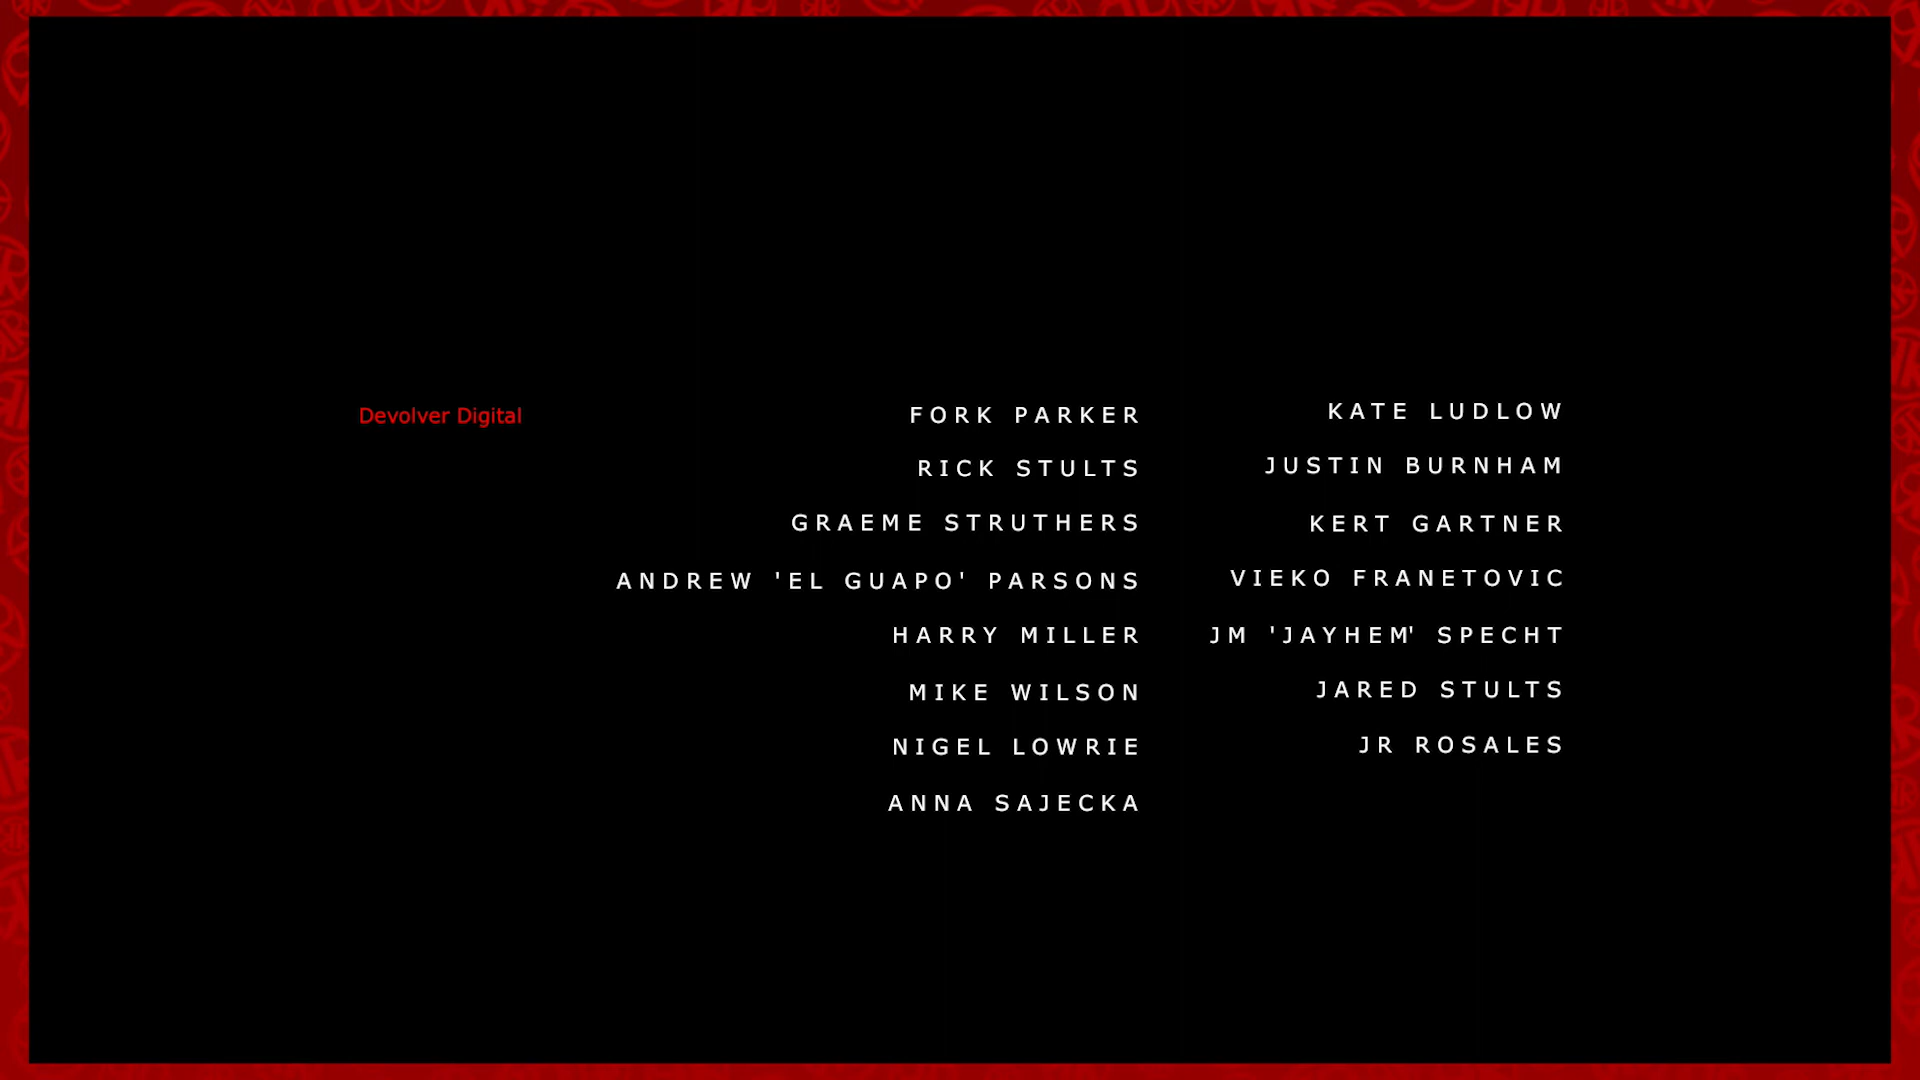 Devolver Digital
FORK PARKER
RICK STULTS
GRAEME STRUTHERS
ANDREW 'EL GUAPO' PARSONS
HARRY MILLER
MIKE WILSON
NIGEL LOWRIE
ANNA SAJECKA
KATE LUDLOW
JUSTIN BURNHAM
KERT GARTNER
VIEKO FRANETOVIC
JM 'JAYHEM' SPECHT
JARED STULTS
JR ROSALES